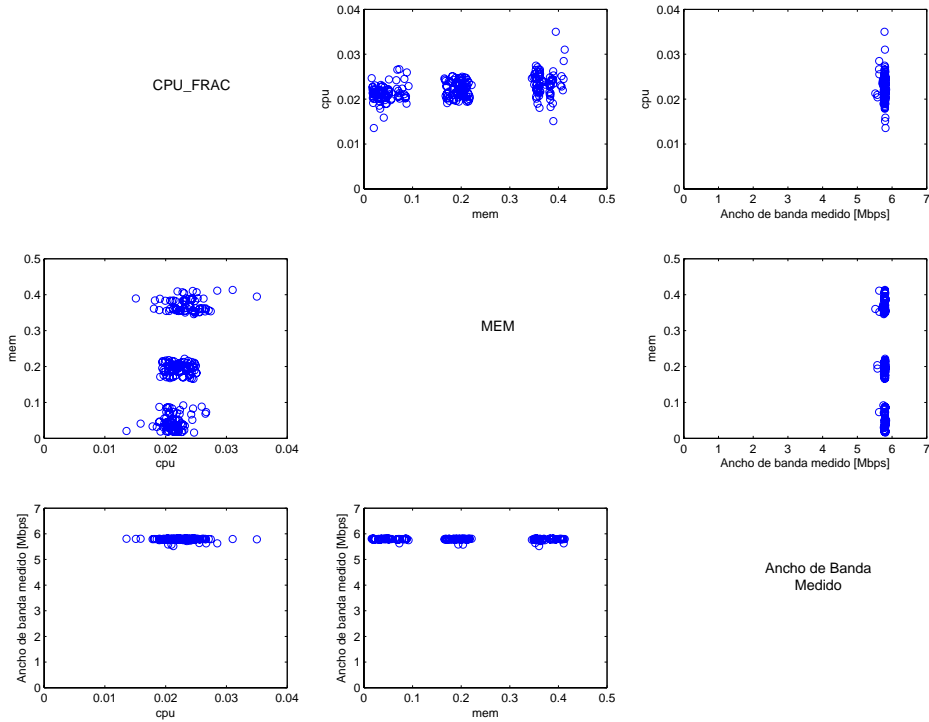 CPU_FRAC
0.04
0.03
0.02
0.01
0
cpu
0 0.1 0.2 0.3 0.4 0.5
mem
0.04
0.03
0.02
0.01
0
cpu
0 1 2 3 4 5 6 7
Ancho de banda medido [Mbps]
0.5
0.4
0.3
0.2
0.1
0
mem
0 0.01 0.02 0.03 0.04
cpu
MEM
0.5
0.4
0.3
0.2
0.1
0
mem
0 1 2 3 4 5 6 7
Ancho de banda medido [Mbps]
7
6
5
4
3
2
1
0
Ancho de banda medido [Mbps]
0 0.01 0.02 0.03 0.04
cpu
7
6
5
4
3
2
1
0
Ancho de banda medido [Mbps]
0 0.1 0.2 0.3 0.4 0.5
mem
Ancho de Banda
Medido